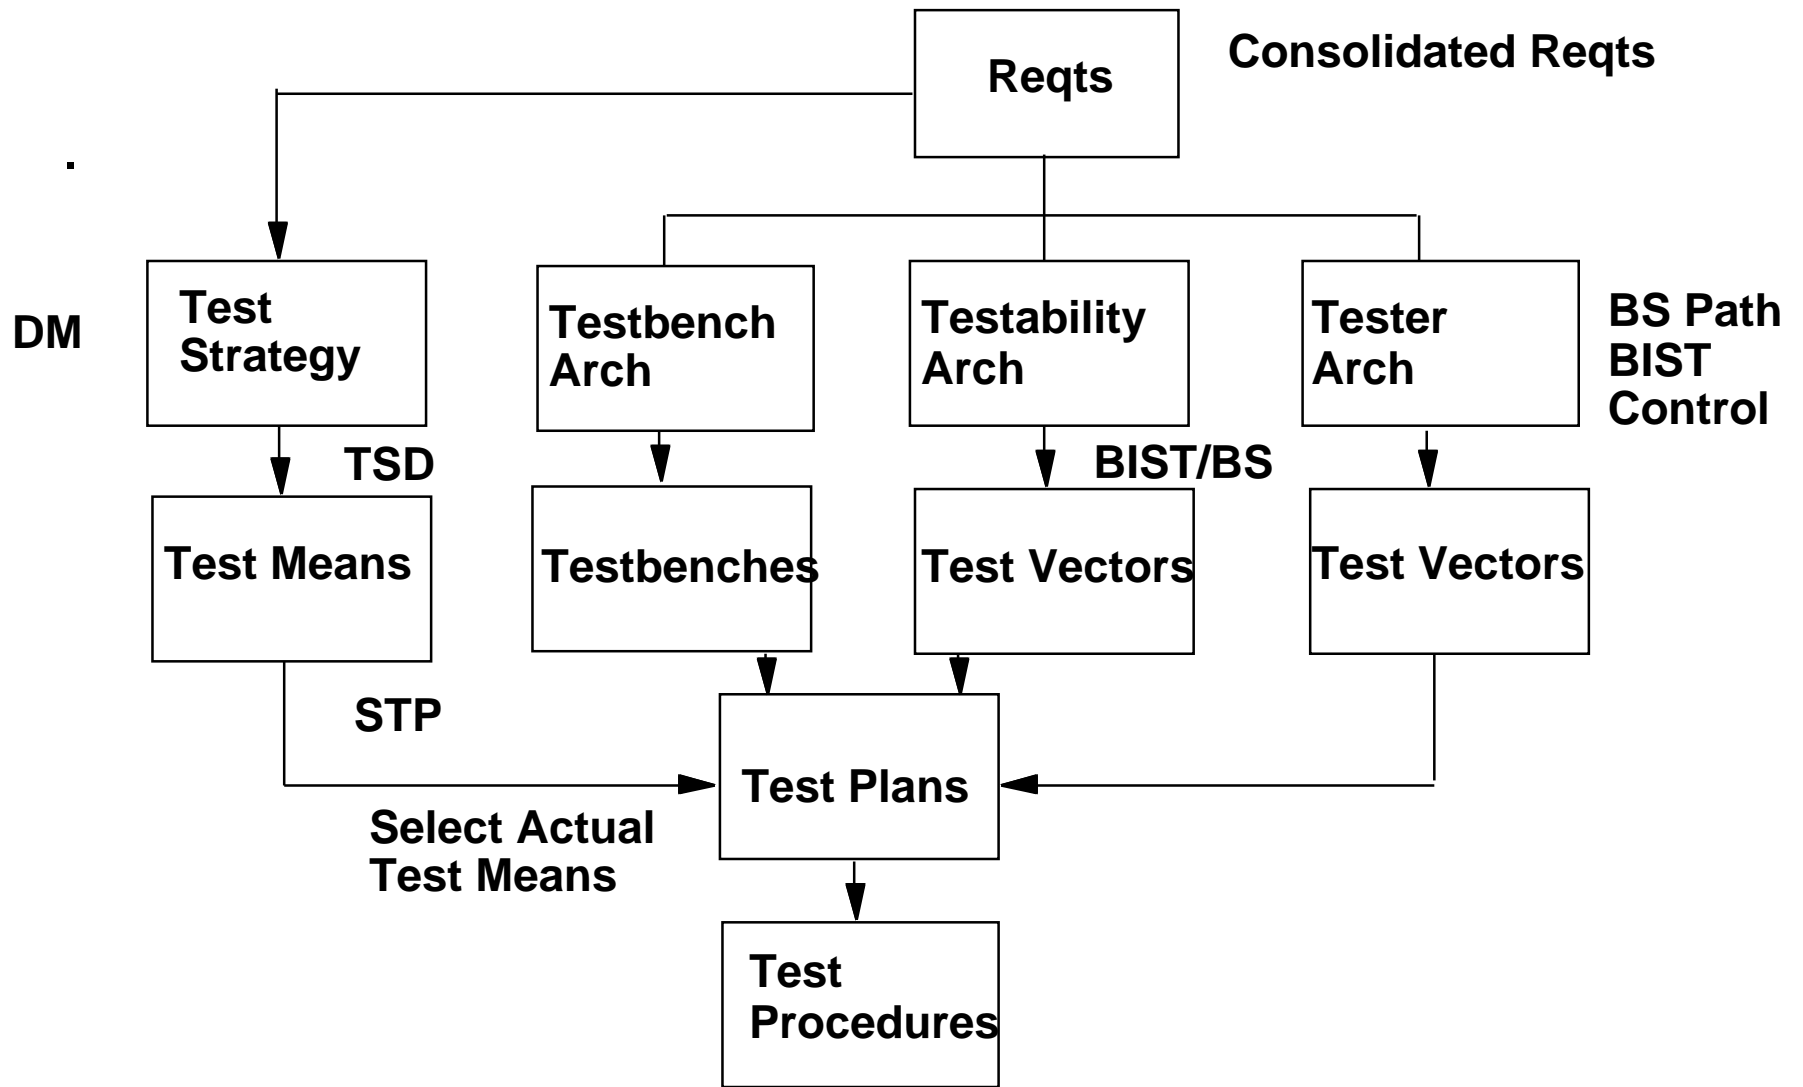 Reqts
Consolidated Reqts
DM
Test
Strategy
Testbench
Arch
Testability
Arch
Tester
Arch
BS Path
BIST
Control
TSD
BIST/BS
Test Means
Testbenches
Test Vectors
Test Vectors
STP
Select Actual
Test Means
Test Plans
Test
Procedures